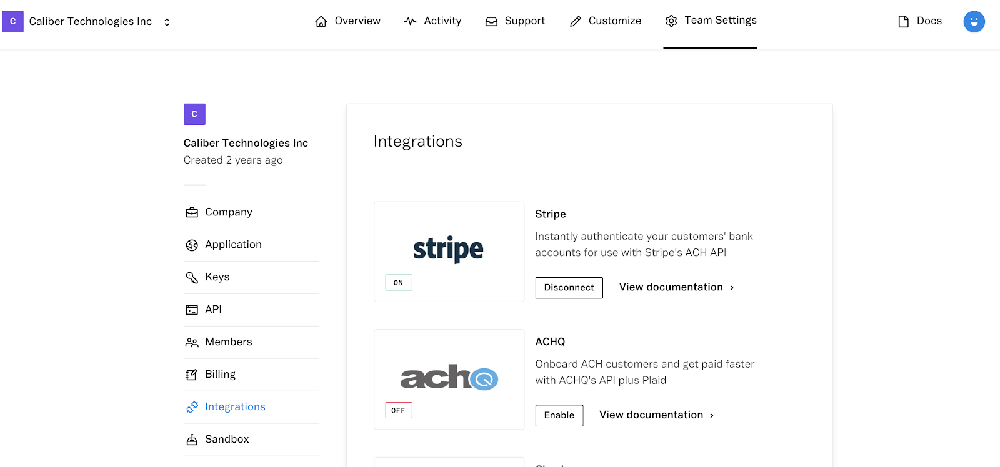 C Caliber Technologies Inc Overview Activity Support Customize Team Settings Docs
C
Caliber Technologies Inc
Created 2 years ago
Company
Application
Keys
API
Members
Billing
Integrations
Sandbox
Integrations
stripe
ON
Stripe
Instantly authenticate your customers' bank
accounts for use with Stripe's ACH API
Disconnect View documentation ›
achQ
OFF
ACHQ
Onboard ACH customers and get paid faster
with ACHQ's API plus Plaid
Enable View documentation ›